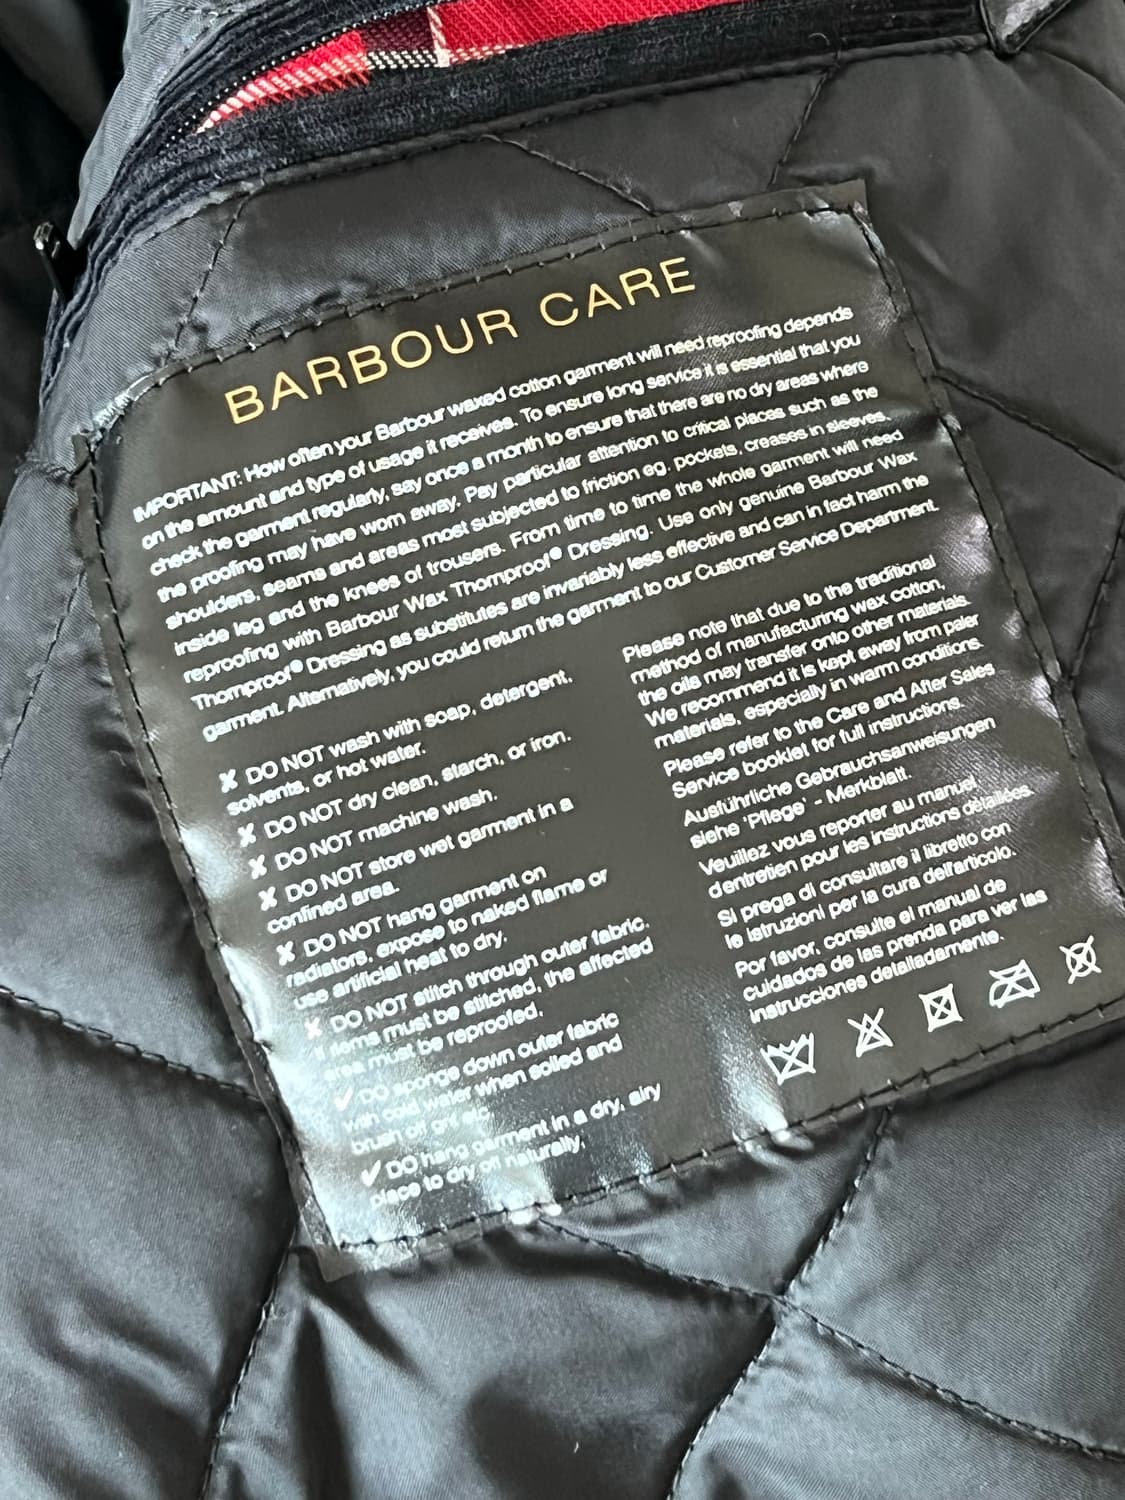 BARBOUR CARE
IMPORTANT: How often your Barbour waxed cotton garment will need reproofing depends
on the amount and type of usage it receives. To ensure long service it is essential that you
check the garment regularly, say once a month to ensure that there are no dry areas where
the proofing may have worn away. Pay particular attention to critical places such as the
shoulders, seams and areas most subjected to friction eg. pockets, creases in sleeves,
inside leg and the knees of trousers. From time to time the whole garment will need
reproofing with Barbour Wax Thornproof® Dressing. Use only genuine Barbour Wax
Thornproof® Dressing as substitutes are invariably less effective and can in fact harm the
garment. Alternatively, you could return the garment to our Customer Service Department.
✘ DO NOT wash with soap, detergent,
solvents, or hot water.
✘ DO NOT dry clean, starch, or iron.
✘ DO NOT machine wash.
✘ DO NOT store wet garment in a
confined area.
✘ DO NOT hang garment on
radiators, expose to naked flame or
use artificial heat to dry.
✘ DO NOT stitch through outer fabric.
If items must be stitched, the affected
area must be reproofed.
✓ DO sponge down outer fabric
with cold water when soiled and
brush off grit etc.
✓ DO hang garment in a dry, airy
place to dry off naturally.
Please note that due to the traditional
method of manufacturing wax cotton,
the oils may transfer onto other materials.
We recommend it is kept away from paler
materials, especially in warm conditions.
Please refer to the Care and After Sales
Service booklet for full instructions.
Ausführliche Gebrauchsanweisungen
siehe 'Pflege' - Merkblatt.
Veuillez vous reporter au manuel
d'entretien pour les instructions détaillées.
Si prega di consultare il libretto con
le istruzioni per la cura dell'articolo.
Por favor, consulte el manual de
cuidados de las prenda para ver las
instrucciones detalladamente.